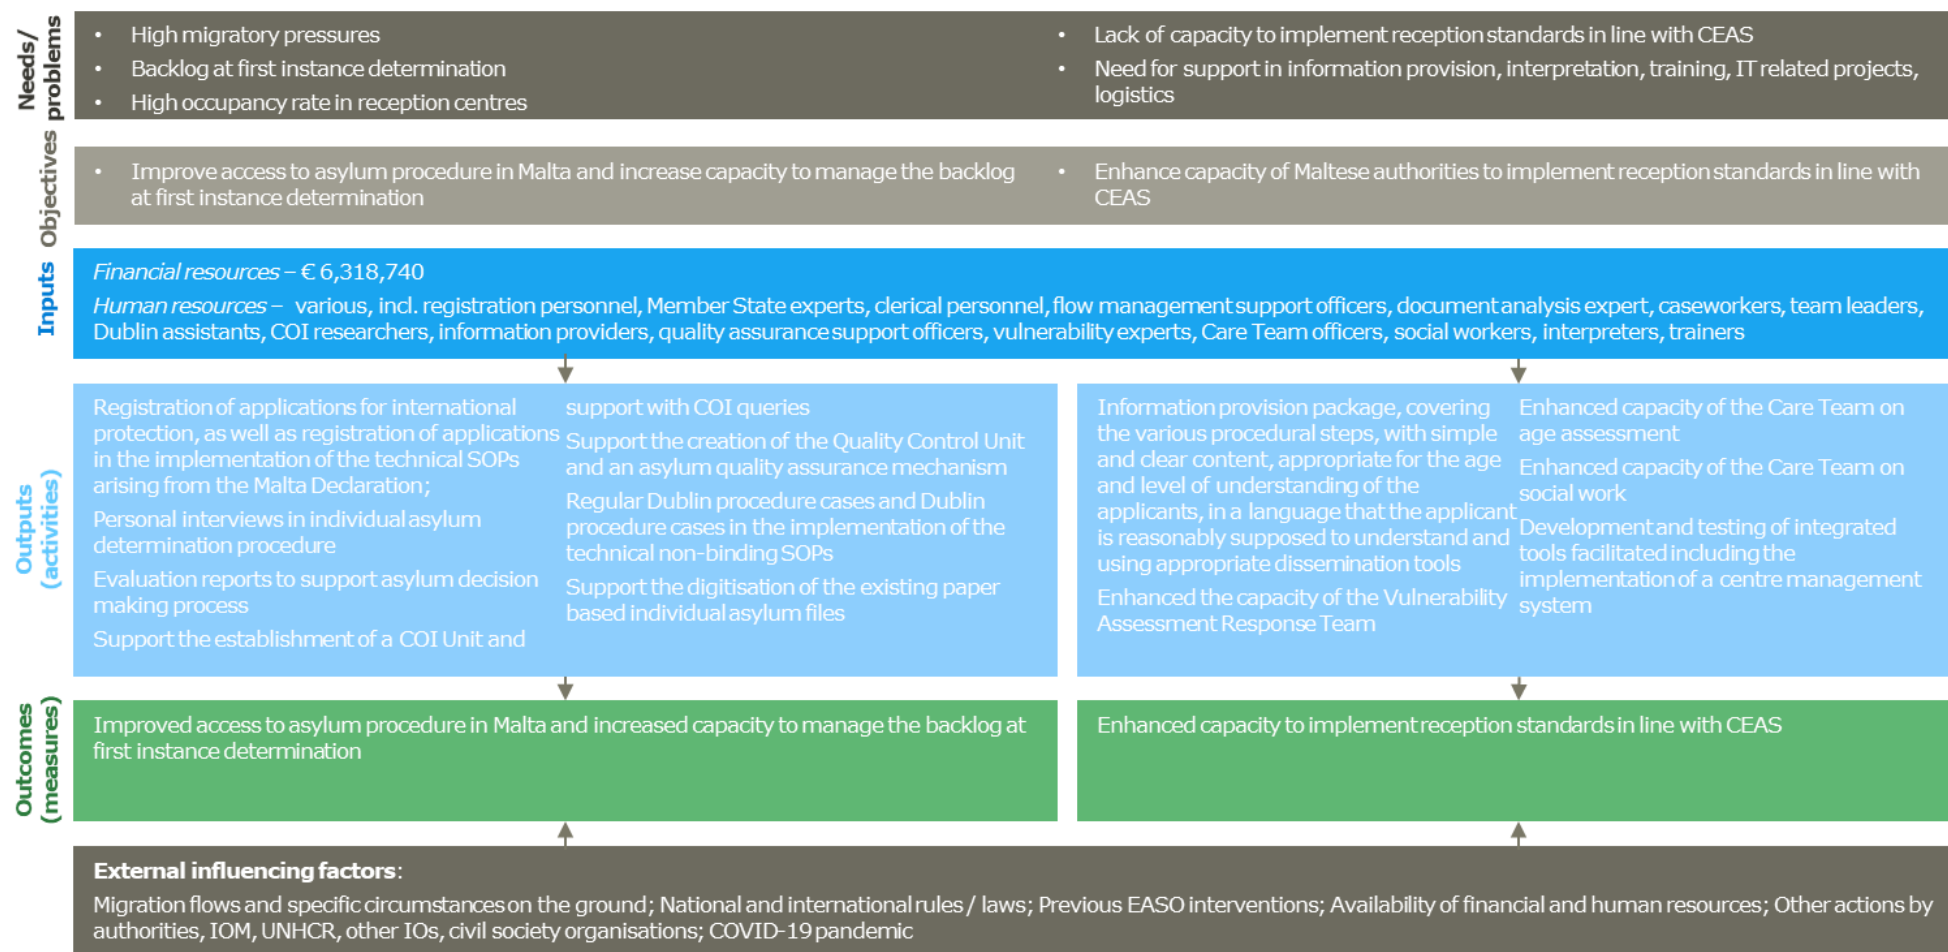 Needs/
problems
• High migratory pressures
• Backlog at first instance determination
• High occupancy rate in reception centres
• Lack of capacity to implement reception standards in line with CEAS
• Need for support in information provision, interpretation, training, IT related projects,
logistics
Objectives
• Improve access to asylum procedure in Malta and increase capacity to manage the backlog
at first instance determination
• Enhance capacity of Maltese authorities to implement reception standards in line with
CEAS
Inputs
Financial resources – € 6,318,740
Human resources – various, incl. registration personnel, Member State experts, clerical personnel, flow management support officers, document analysis expert, caseworkers, team leaders,
Dublin assistants, COI researchers, information providers, quality assurance support officers, vulnerability experts, Care Team officers, social workers, interpreters, trainers
Outputs
(activities)
Registration of applications for international
protection, as well as registration of applications
in the implementation of the technical SOPs
arising from the Malta Declaration;
Personal interviews in individual asylum
determination procedure
Evaluation reports to support asylum decision
making process
Support the establishment of a COI Unit and
support with COI queries
Support the creation of the Quality Control Unit
and an asylum quality assurance mechanism
Regular Dublin procedure cases and Dublin
procedure cases in the implementation of the
technical non-binding SOPs
Support the digitisation of the existing paper
based individual asylum files
Information provision package, covering
the various procedural steps, with simple
and clear content, appropriate for the age
and level of understanding of the
applicants, in a language that the applicant
is reasonably supposed to understand and
using appropriate dissemination tools
Enhanced the capacity of the Vulnerability
Assessment Response Team
Enhanced capacity of the Care Team on
age assessment
Enhanced capacity of the Care Team on
social work
Development and testing of integrated
tools facilitated including the
implementation of a centre management
system
Outcomes
(measures)
Improved access to asylum procedure in Malta and increased capacity to manage the backlog at
first instance determination
Enhanced capacity to implement reception standards in line with CEAS
External influencing factors:
Migration flows and specific circumstances on the ground; National and international rules / laws; Previous EASO interventions; Availability of financial and human resources; Other actions by
authorities, IOM, UNHCR, other IOs, civil society organisations; COVID-19 pandemic